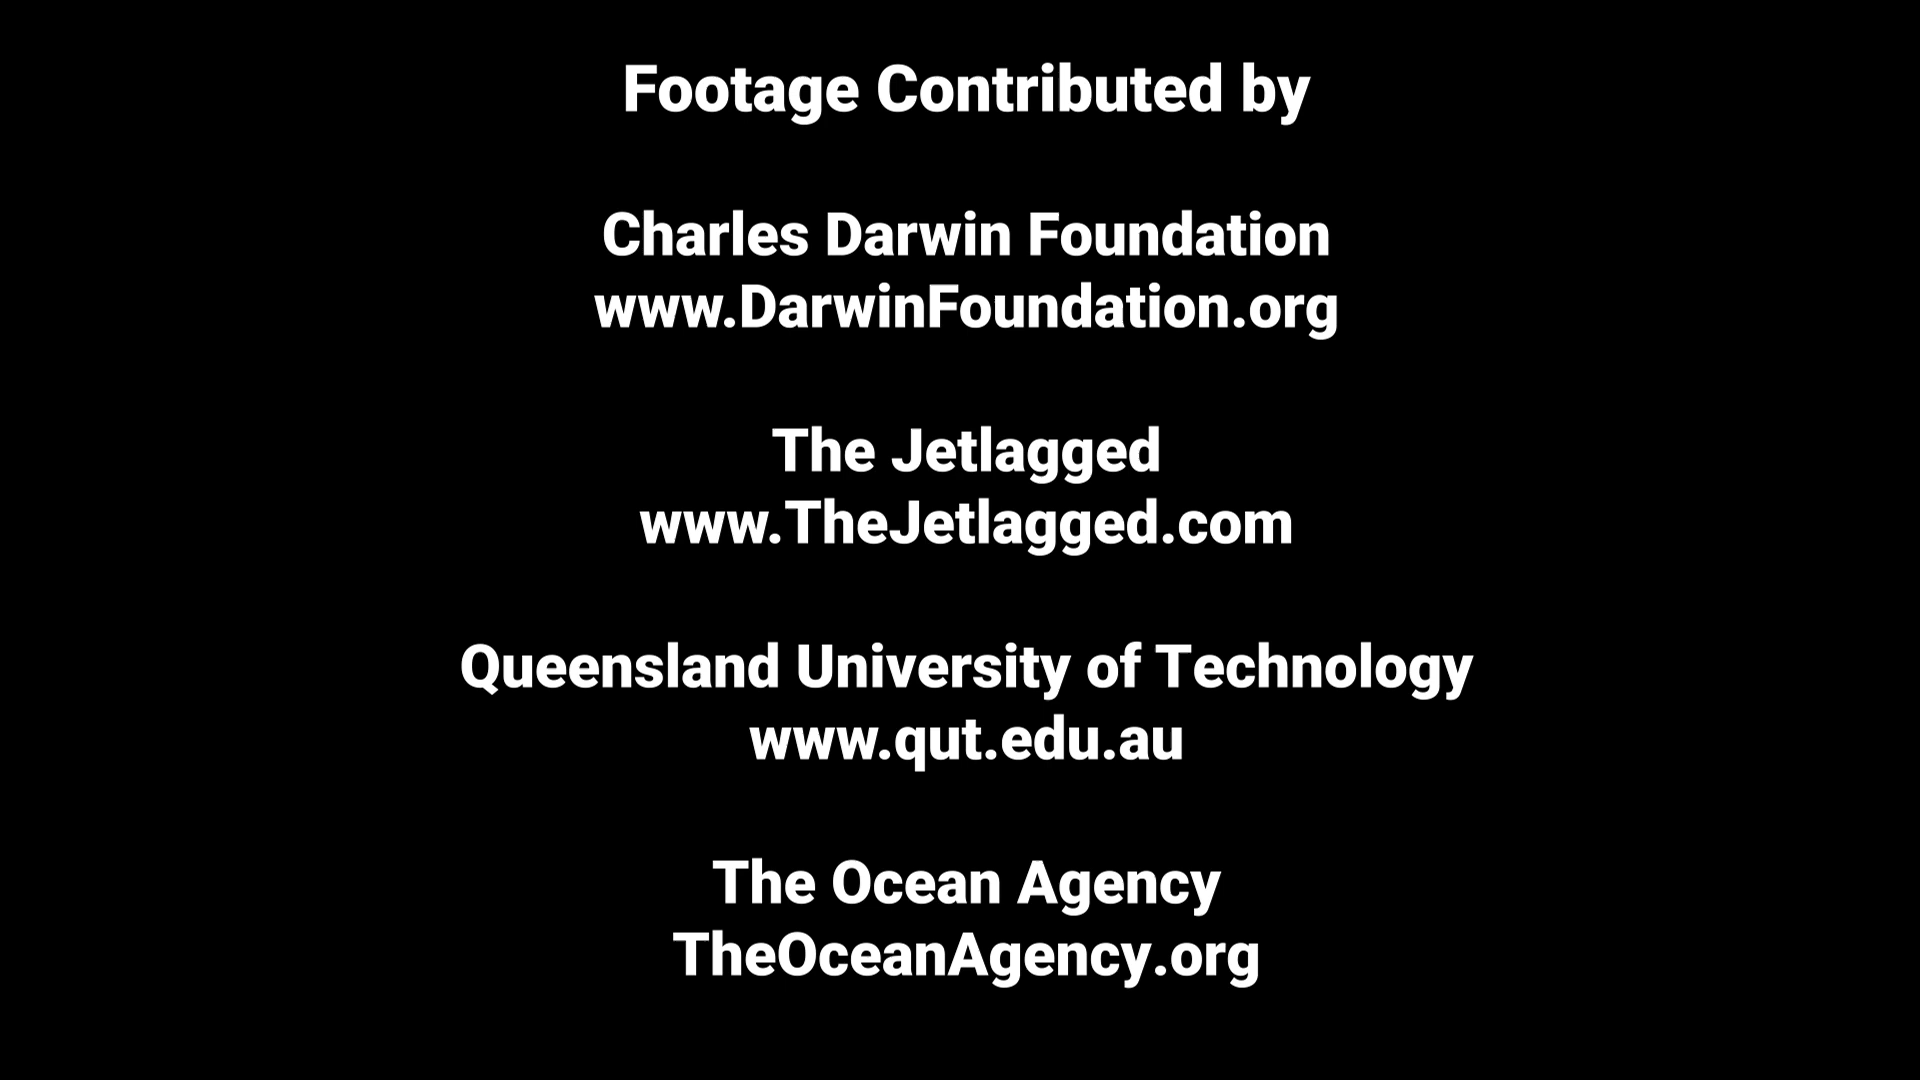 Footage Contributed by
Charles Darwin Foundation
www.DarwinFoundation.org
The Jetlagged
www.TheJetlagged.com
Queensland University of Technology
www.qut.edu.au
The Ocean Agency
TheOceanAgency.org